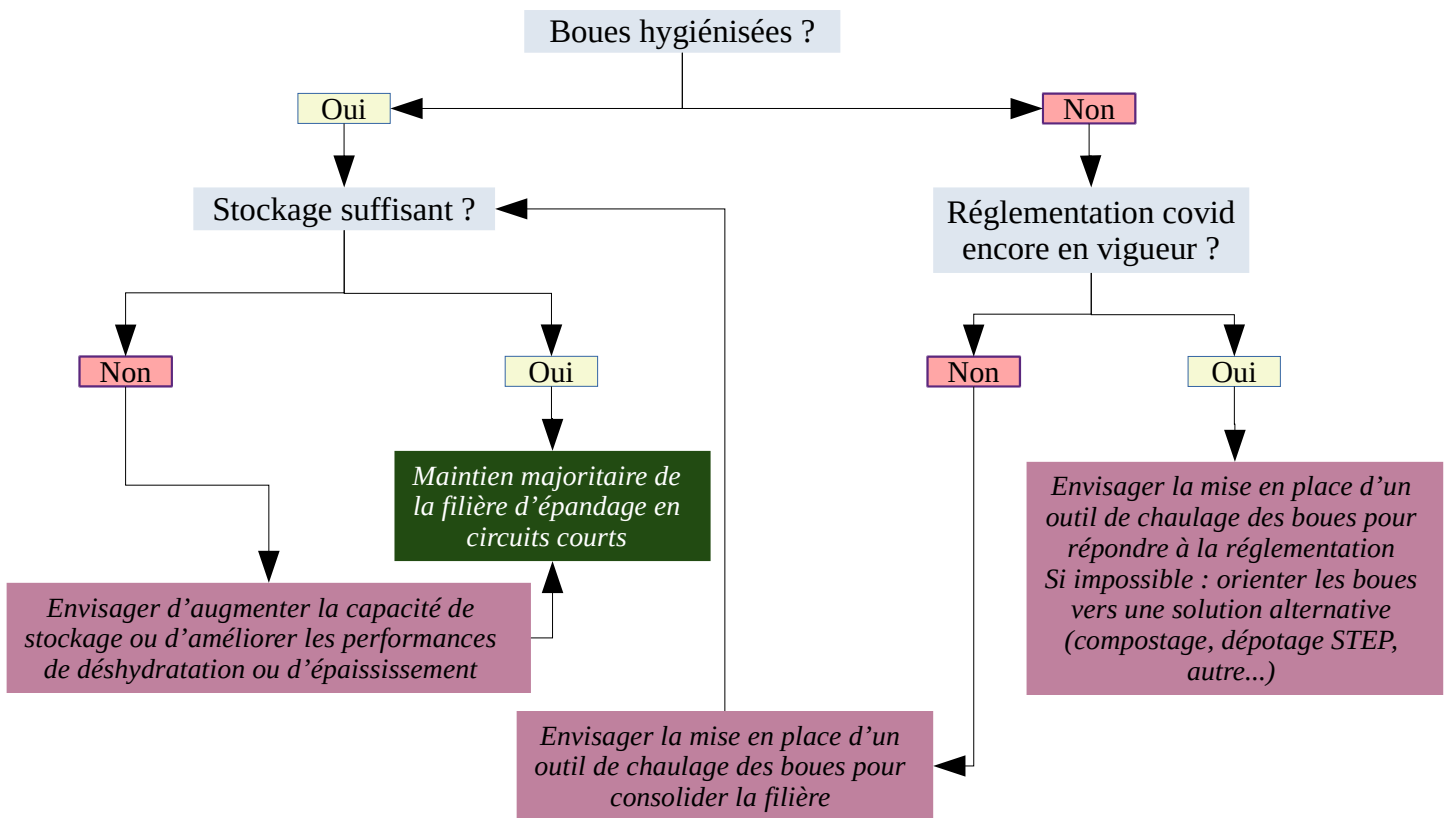 Boues hygiénisées ?
Oui
Non
Stockage suffisant ?
Réglementation covid
encore en vigueur ?
Non
Oui
Non
Oui
Maintien majoritaire de
la filière d’épandage en
circuits courts
Envisager la mise en place d’un
outil de chaulage des boues pour
répondre à la réglementation
Si impossible : orienter les boues
vers une solution alternative
(compostage, dépotage STEP,
autre...)
Envisager d’augmenter la capacité de
stockage ou d’améliorer les performances
de déshydratation ou d’épaississement
Envisager la mise en place d’un
outil de chaulage des boues pour
consolider la filière